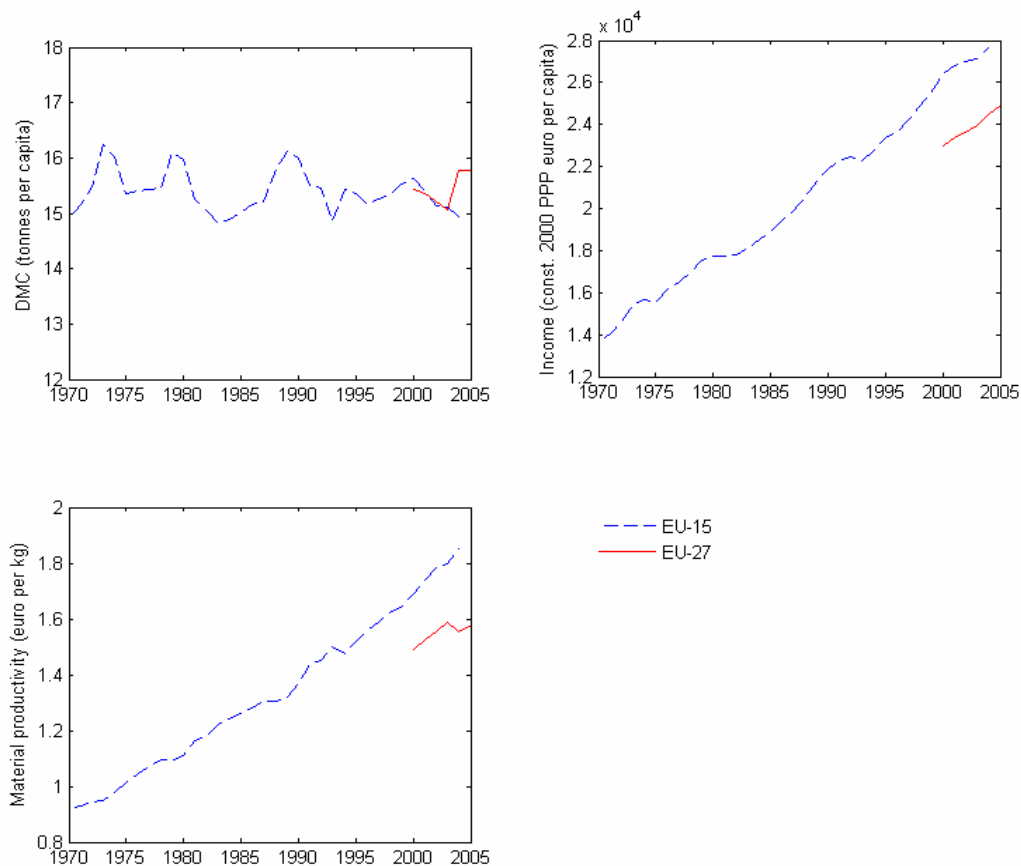 18
17
16
15
14
13
12
DMC (tonnes per capita)
1970 1975 1980 1985 1990 1995 2000 2005
x 10^4
2.8
2.6
2.4
2.2
2
1.8
1.6
1.4
1.2
Income (const. 2000 PPP euro per capita)
1970 1975 1980 1985 1990 1995 2000 2005
2
1.8
1.6
1.4
1.2
1
0.8
Material productivity (euro per kg)
1970 1975 1980 1985 1990 1995 2000 2005
EU-15
EU-27